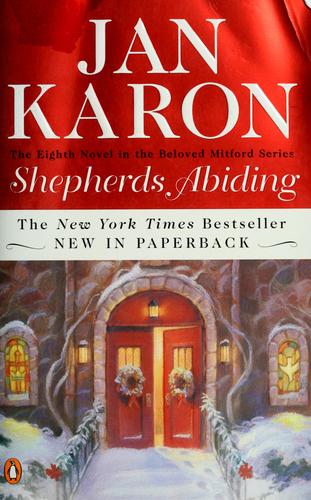 JAN
KARON
The Eighth Novel in the Beloved Mitford Series
Shepherds Abiding
The New York Times Bestseller
NEW IN PAPERBACK